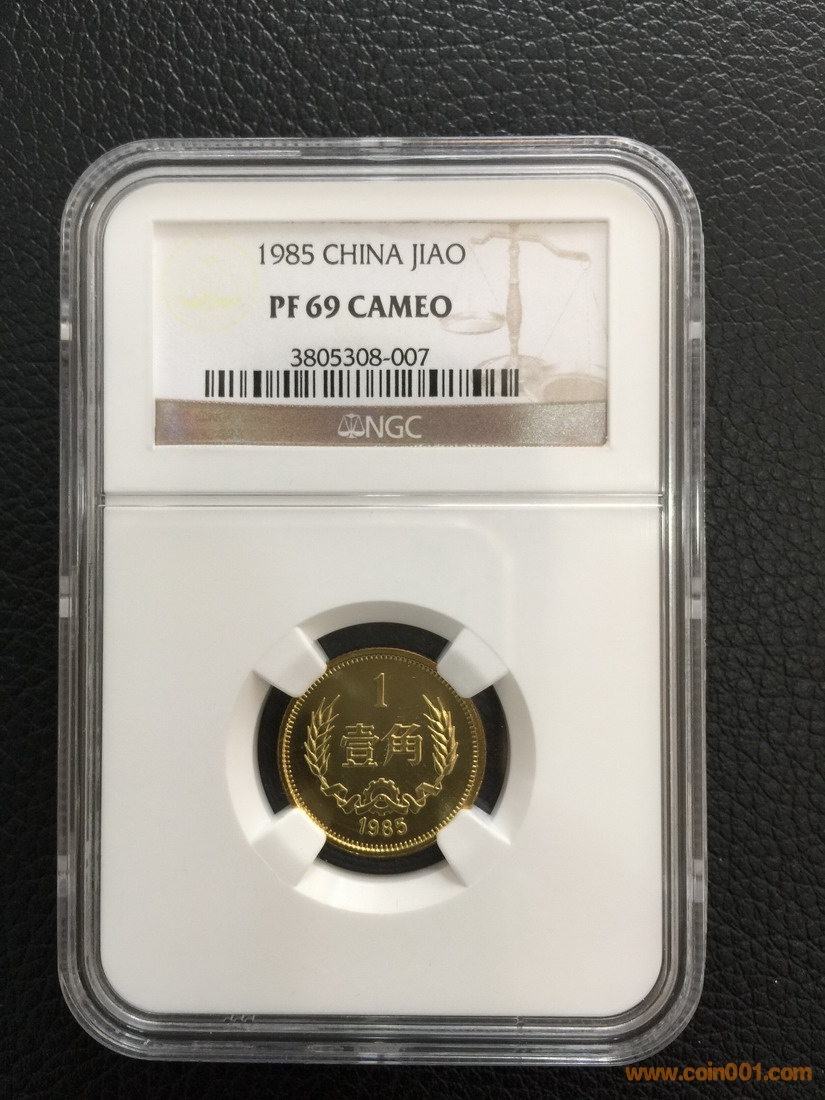 1985 CHINA JIAO
PF 69 CAMEO
3805308-007
NGC
1
壹角
1985
www.coin001.com